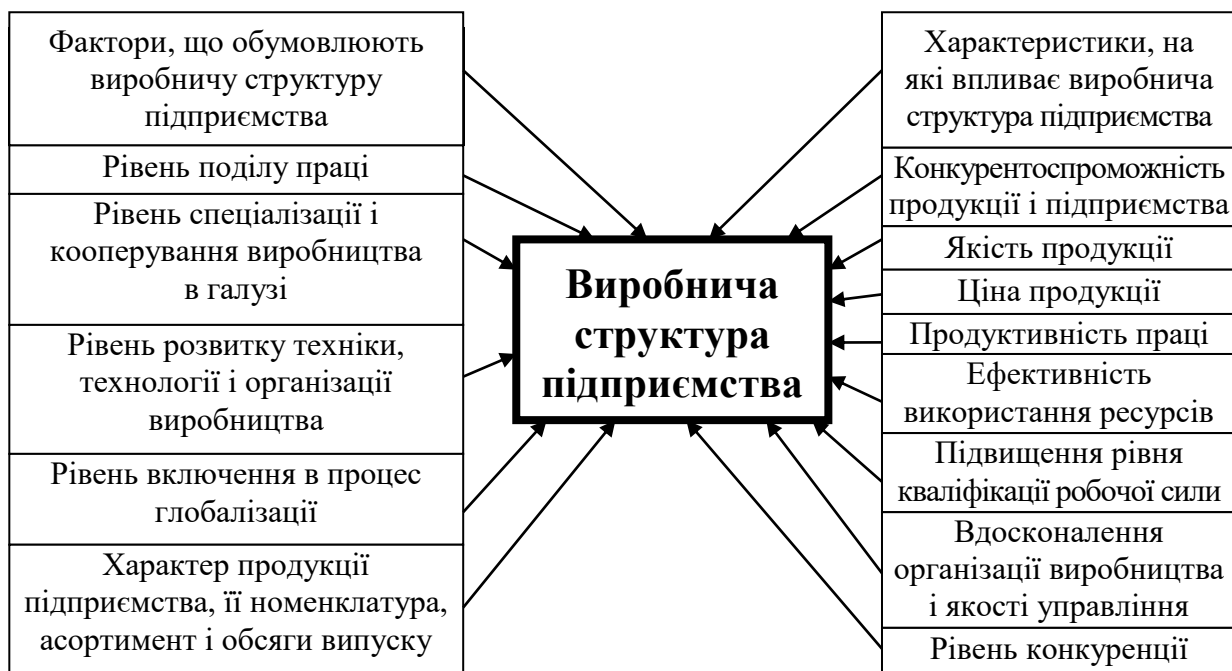 Фактори, що обумовлюють
виробничу структуру
підприємства
Рівень поділу праці
Рівень спеціалізації і
кооперування виробництва
в галузі
Рівень розвитку техніки,
технології і організації
виробництва
Рівень включення в процес
глобалізації
Характер продукції
підприємства, її номенклатура,
асортимент і обсяги випуску
Виробнича
структура
підприємства
Характеристики, на
які впливає виробнича
структура підприємства
Конкурентоспроможність
продукції і підприємства
Якість продукції
Ціна продукції
Продуктивність праці
Ефективність
використання ресурсів
Підвищення рівня
кваліфікації робочої сили
Вдосконалення
організації виробництва
і якості управління
Рівень конкуренції